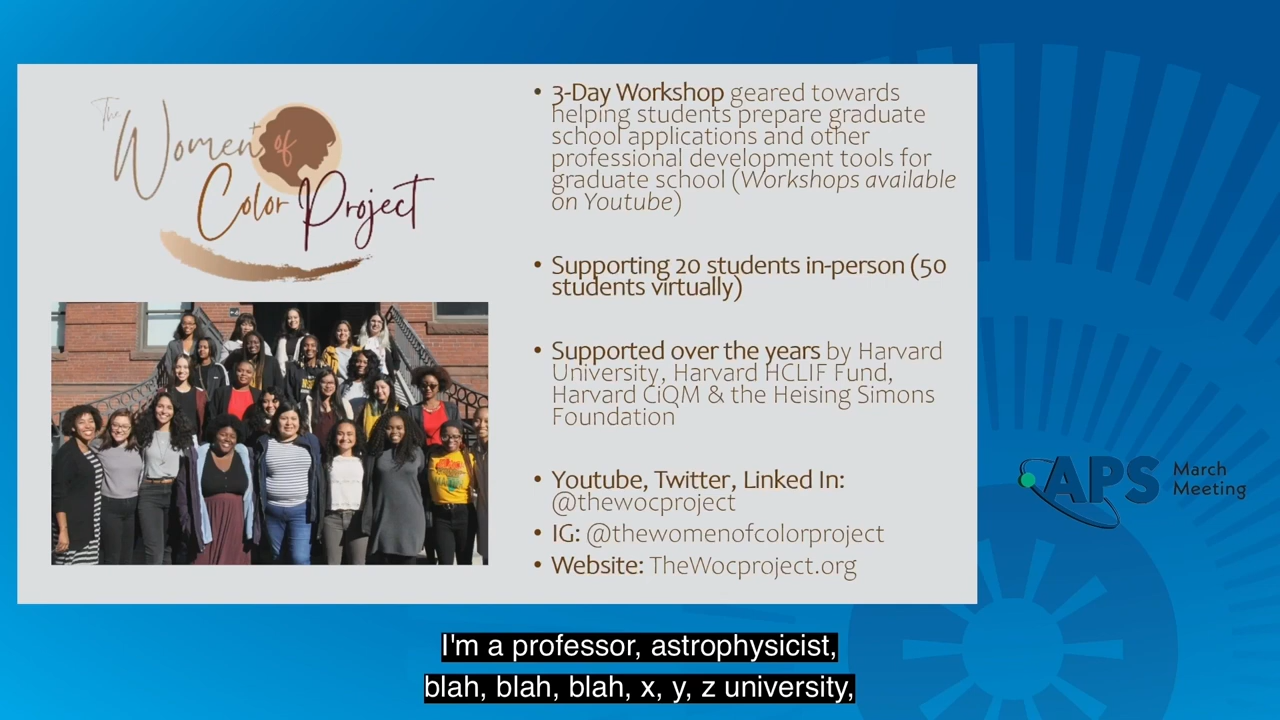 The
Women+ of
Color Project
• 3-Day Workshop geared towards
helping students prepare graduate
school applications and other
professional development tools for
graduate school (Workshops available
on Youtube)
• Supporting 20 students in-person (50
students virtually)
• Supported over the years by Harvard
University, Harvard HCLIF Fund,
Harvard CiQM & the Heising Simons
Foundation
• Youtube, Twitter, Linked In:
@thewocproject
• IG: @thewomenofcolorproject
• Website: TheWocproject.org
APS March
Meeting
I'm a professor, astrophysicist,
blah, blah, blah, x, y, z university,